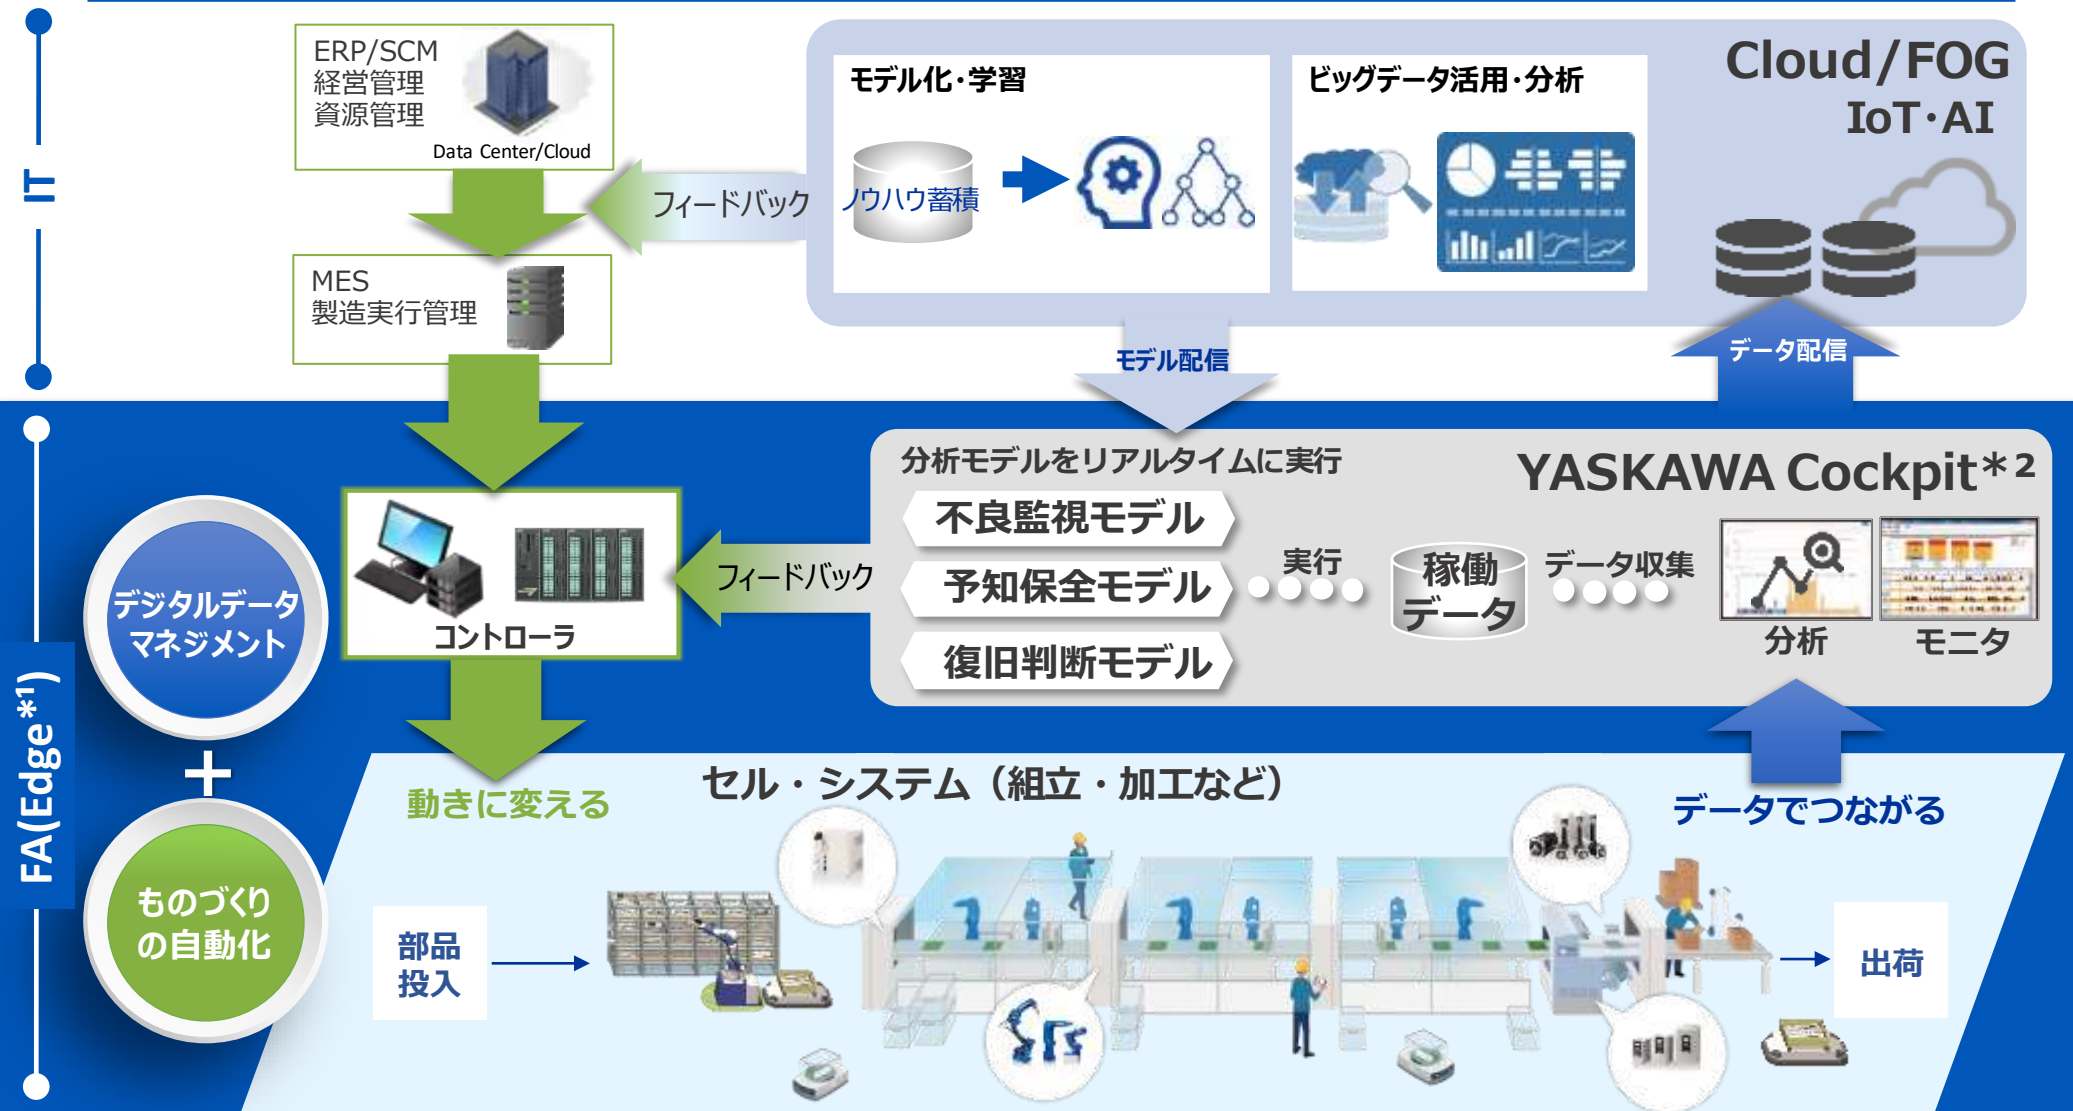 IT
ERP/SCM
経営管理
資源管理
Data Center/Cloud
フィードバック
モデル化・学習
ノウハウ蓄積
ビッグデータ活用・分析
Cloud/FOG
IoT・AI
MES
製造実行管理
モデル配信
データ配信
FA(Edge*1)
デジタルデータ
マネジメント
+
ものづくり
の自動化
コントローラ
フィードバック
分析モデルをリアルタイムに実行
不良監視モデル
予知保全モデル
復旧判断モデル
実行
稼働
データ
データ収集
YASKAWA Cockpit*2
分析
モニタ
動きに変える
セル・システム（組立・加工など）
データでつながる
部品
投入
出荷